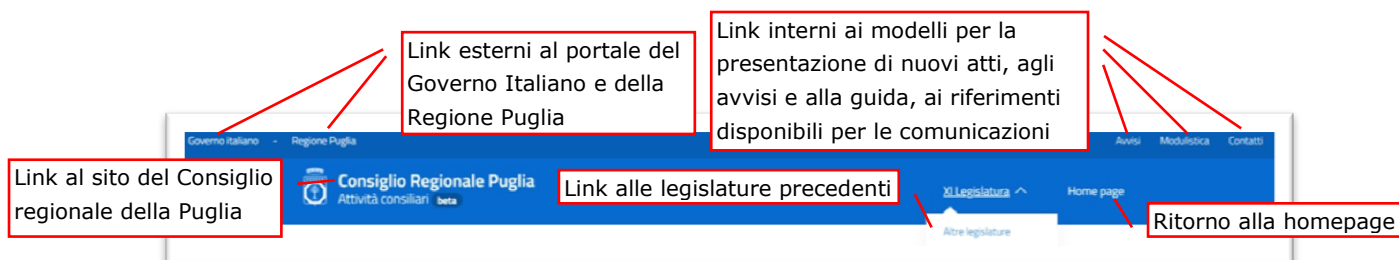 Link esterni al portale del
Governo Italiano e della
Regione Puglia
Link interni ai modelli per la
presentazione di nuovi atti, agli
avvisi e alla guida, ai riferimenti
disponibili per le comunicazioni
Governo italiano - Regione Puglia
Avvisi Modulistica Contatti
Link al sito del Consiglio
regionale della Puglia
Consiglio Regionale Puglia
Attività consiliari beta
Link alle legislature precedenti
XI Legislatura Home page
Altre legislature
Ritorno alla homepage